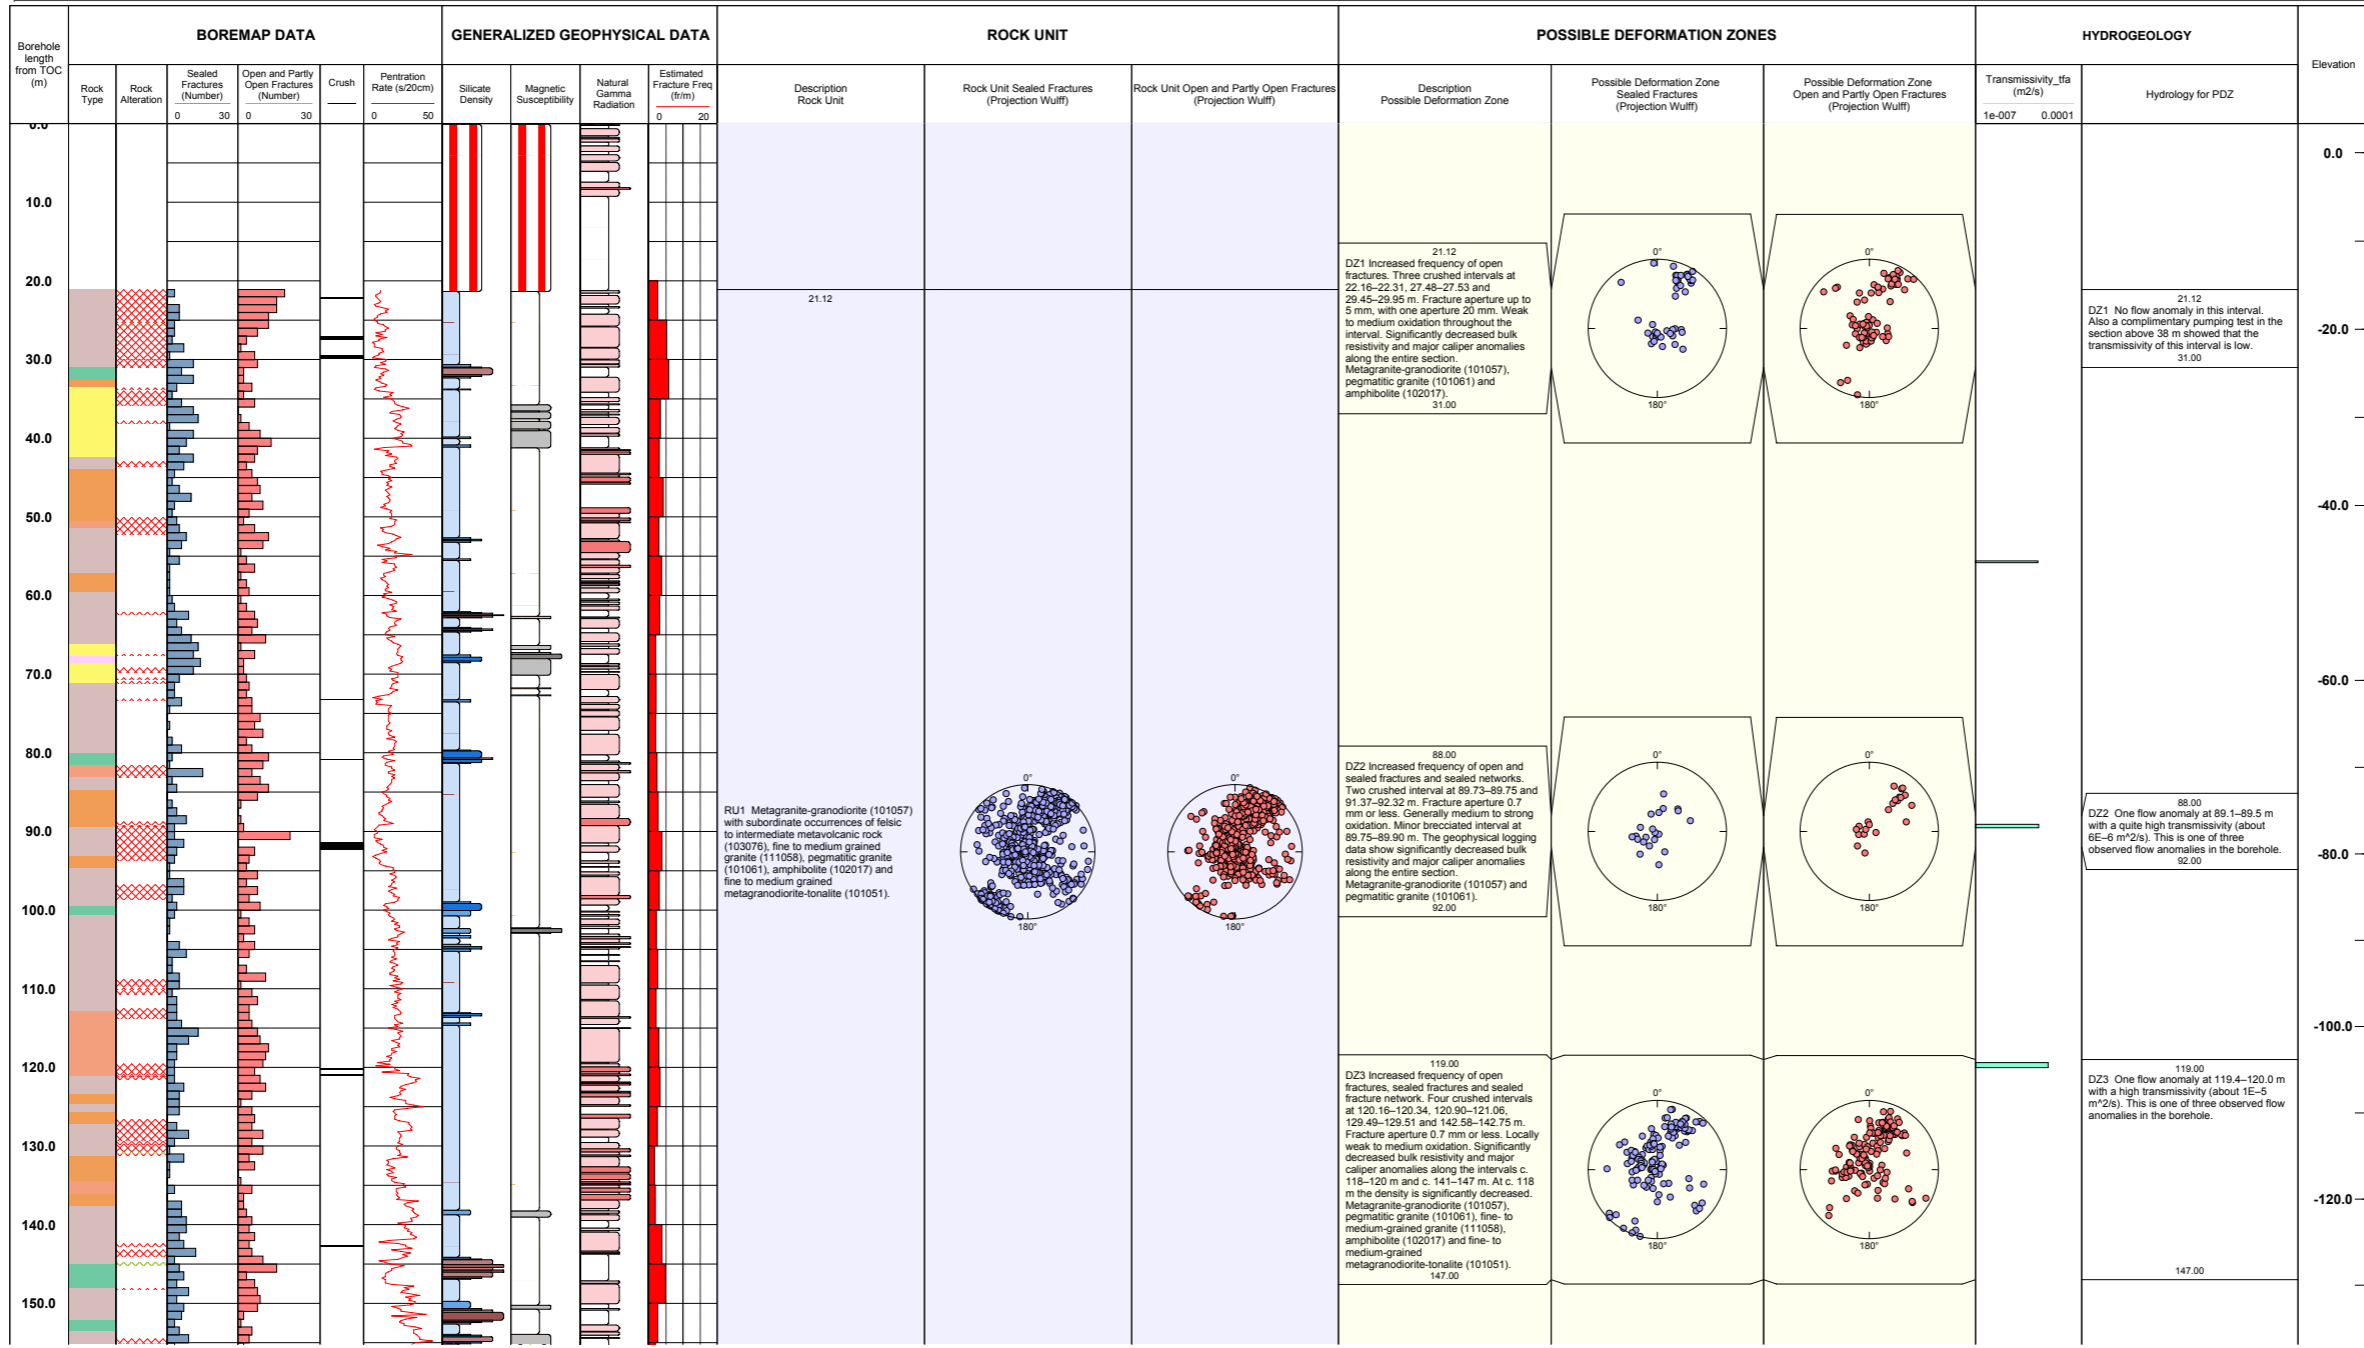 BOREMAP DATA
GENERALIZED GEOPHYSICAL DATA
ROCK UNIT
POSSIBLE DEFORMATION ZONES
HYDROGEOLOGY
Borehole
length
from TOC
(m)
Rock
Type
Rock
Alteration
Sealed
Fractures
(Number)
0 30
Open and Partly
Open Fractures
(Number)
0 30
Crush
Pentration
Rate (s/20cm)
0 50
Silicate
Density
Magnetic
Susceptibility
Natural
Gamma
Radiation
Estimated
Fracture Freq
(fr/m)
0 20
Description
Rock Unit
Rock Unit Sealed Fractures
(Projection Wulff)
Rock Unit Open and Partly Open Fractures
(Projection Wulff)
Description
Possible Deformation Zone
Possible Deformation Zone
Sealed Fractures
(Projection Wulff)
Possible Deformation Zone
Open and Partly Open Fractures
(Projection Wulff)
Transmissivity_tfa
(m2/s)
1e-007 0.0001
Hydrology for PDZ
Elevation
0.0
10.0
20.0
30.0
40.0
50.0
60.0
70.0
80.0
90.0
100.0
110.0
120.0
130.0
140.0
150.0
21.12
RU1 Metagranite-granodiorite (101057)
with subordinate occurrences of felsic
to intermediate metavolcanic rock
(103076), fine to medium grained
granite (111058), pegmatitic granite
(101061), amphibolite (102017) and
fine to medium grained
metagranodiorite-tonalite (101051).
0°
180°
0°
180°
21.12
DZ1 Increased frequency of open
fractures. Three crushed intervals at
22.16–22.31, 27.48–27.53 and
29.45–29.95 m. Fracture aperture up to
5 mm, with one aperture 20 mm. Weak
to medium oxidation throughout the
interval. Significantly decreased bulk
resistivity and major caliper anomalies
along the entire section.
Metagranite-granodiorite (101057),
pegmatitic granite (101061) and
amphibolite (102017).
31.00
0°
180°
0°
180°
21.12
DZ1 No flow anomaly in this interval.
Also a complimentary pumping test in the
section above 38 m showed that the
transmissivity of this interval is low.
31.00
88.00
DZ2 Increased frequency of open and
sealed fractures and sealed networks.
Two crushed interval at 89.73–89.75 and
91.37–92.32 m. Fracture aperture 0.7
mm or less. Generally medium to strong
oxidation. Minor brecciated interval at
89.75–89.90 m. The geophysical logging
data show significantly decreased bulk
resistivity and major caliper anomalies
along the entire section.
Metagranite-granodiorite (101057) and
pegmatitic granite (101061).
92.00
0°
180°
0°
180°
88.00
DZ2 One flow anomaly at 89.1–89.5 m
with a quite high transmissivity (about
6E–6 m^2/s). This is one of three
observed flow anomalies in the borehole.
92.00
119.00
DZ3 Increased frequency of open
fractures, sealed fractures and sealed
fracture network. Four crushed intervals
at 120.16–120.34, 120.90–121.06,
129.49–129.51 and 142.58–142.75 m.
Fracture aperture 0.7 mm or less. Locally
weak to medium oxidation. Significantly
decreased bulk resistivity and major
caliper anomalies along the intervals c.
118–120 m and c. 141–147 m. At c. 118
m the density is significantly decreased.
Metagranite-granodiorite (101057),
pegmatitic granite (101061), fine- to
medium-grained granite (111058),
amphibolite (102017) and fine- to
medium-grained
metagranodiorite-tonalite (101051).
147.00
0°
180°
0°
180°
119.00
DZ3 One flow anomaly at 119.4–120.0 m
with a high transmissivity (about 1E–5
m^2/s). This is one of three observed flow
anomalies in the borehole.
147.00
0.0
-20.0
-40.0
-60.0
-80.0
-100.0
-120.0